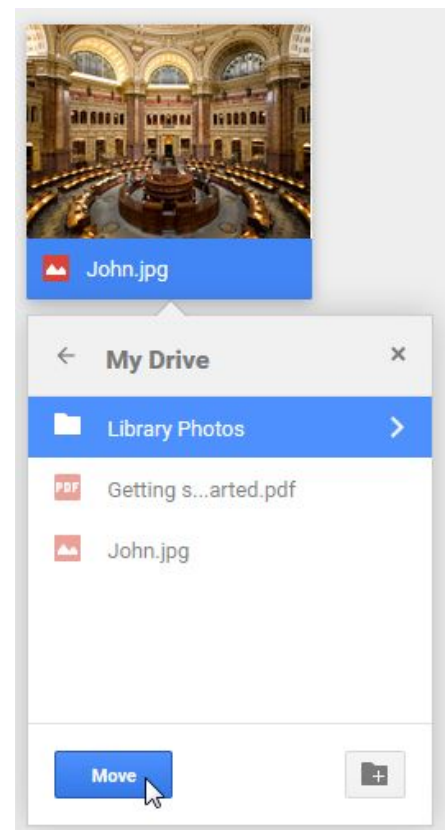 John.jpg
My Drive
Library Photos
PDF
Getting s...arted.pdf
John.jpg
Move